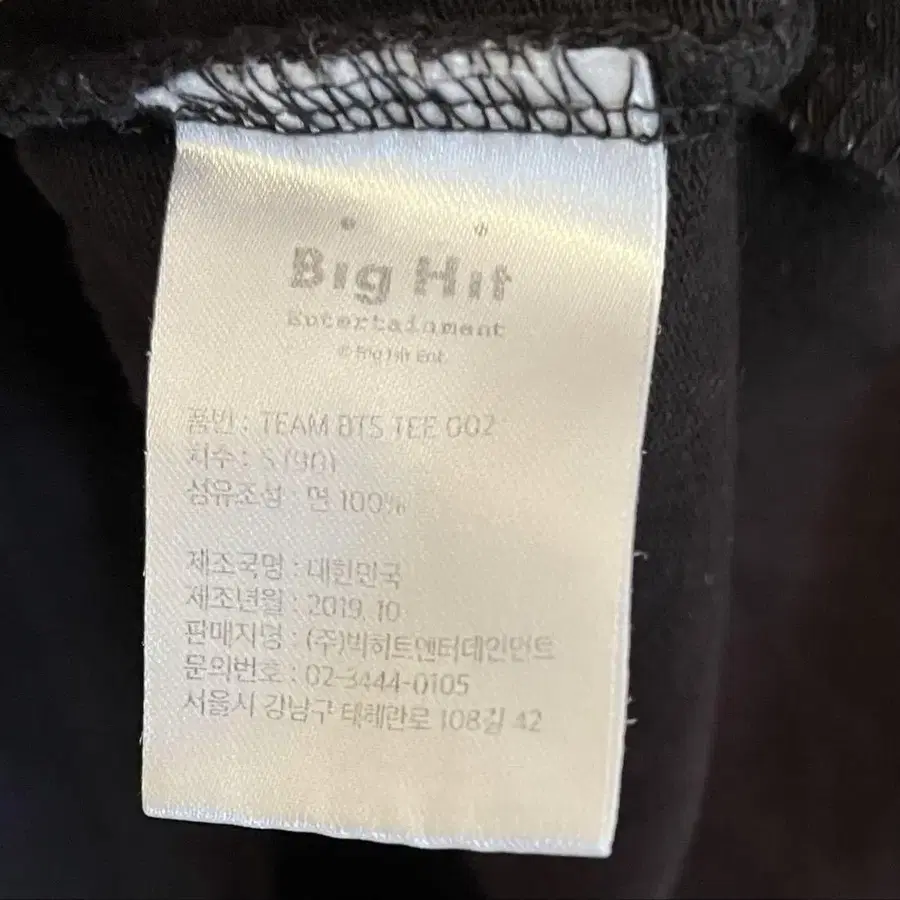 Big Hit
Entertainment
© BigHit Ent.
품번 : TEAM BTS TEE 002
치수 : S (90)
섬유조성 : 면 100%
제조국명 : 대한민국
제조년월 : 2019. 10
판매자명 : (주)빅히트엔터테인먼트
문의번호 : 02-3444-0105
서울시 강남구 테헤란로 108길 42